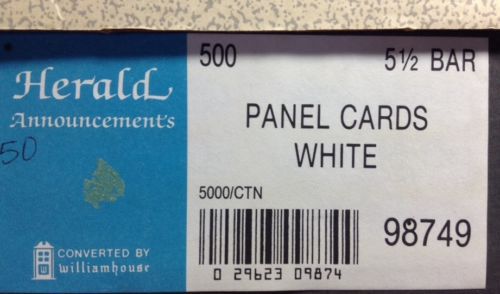 Herald
Announcements
50
CONVERTED BY
williamhouse
500 5½ BAR
PANEL CARDS
WHITE
5000/CTN
98749
0 29623 09874